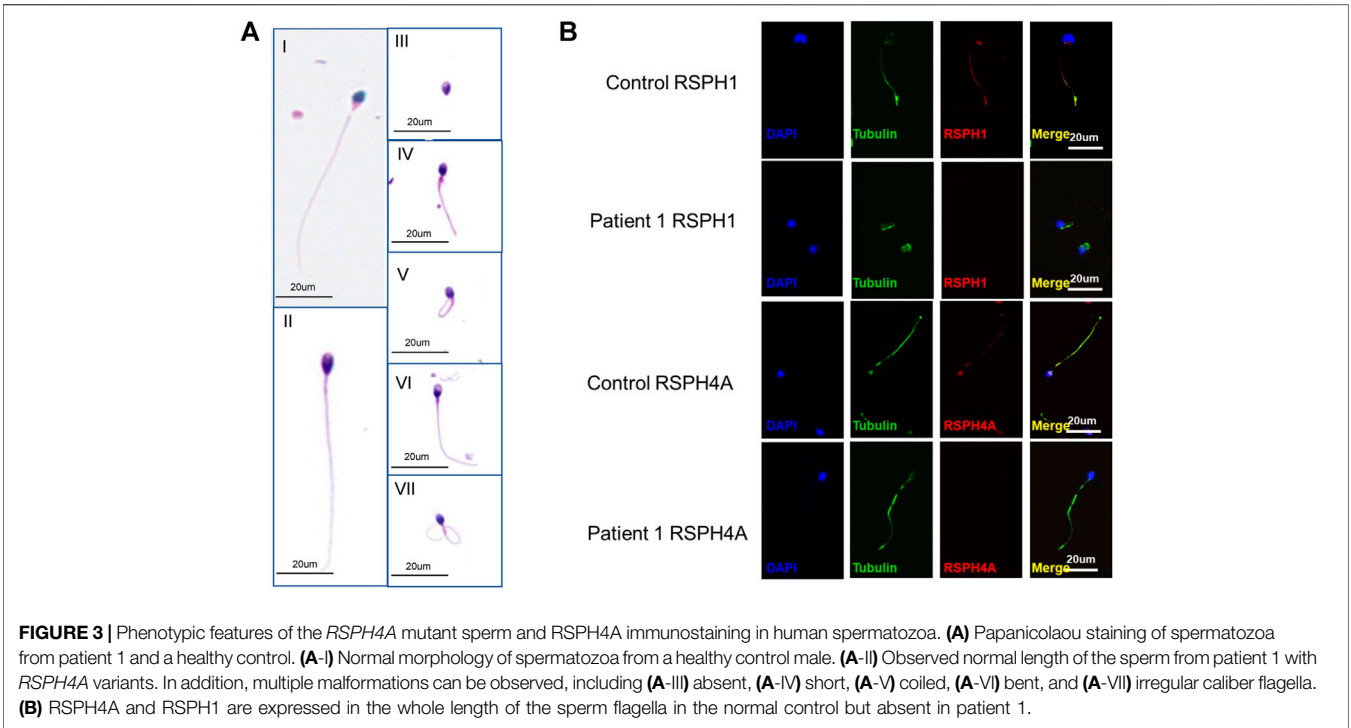 A
B
I
20um
II
20um
III
20um
IV
20um
V
20um
VI
20um
VII
20um
Control RSPH1
DAPI
Tubulin
RSPH1
Merge
20um
Patient 1 RSPH1
DAPI
Tubulin
RSPH1
Merge
20um
Control RSPH4A
DAPI
Tubulin
RSPH4A
Merge
20um
Patient 1 RSPH4A
DAPI
Tubulin
RSPH4A
Merge
20um
FIGURE 3 | Phenotypic features of the RSPH4A mutant sperm and RSPH4A immunostaining in human spermatozoa. (A) Papanicolaou staining of spermatozoa
from patient 1 and a healthy control. (A-I) Normal morphology of spermatozoa from a healthy control male. (A-II) Observed normal length of the sperm from patient 1 with
RSPH4A variants. In addition, multiple malformations can be observed, including (A-III) absent, (A-IV) short, (A-V) coiled, (A-VI) bent, and (A-VII) irregular caliber flagella.
(B) RSPH4A and RSPH1 are expressed in the whole length of the sperm flagella in the normal control but absent in patient 1.